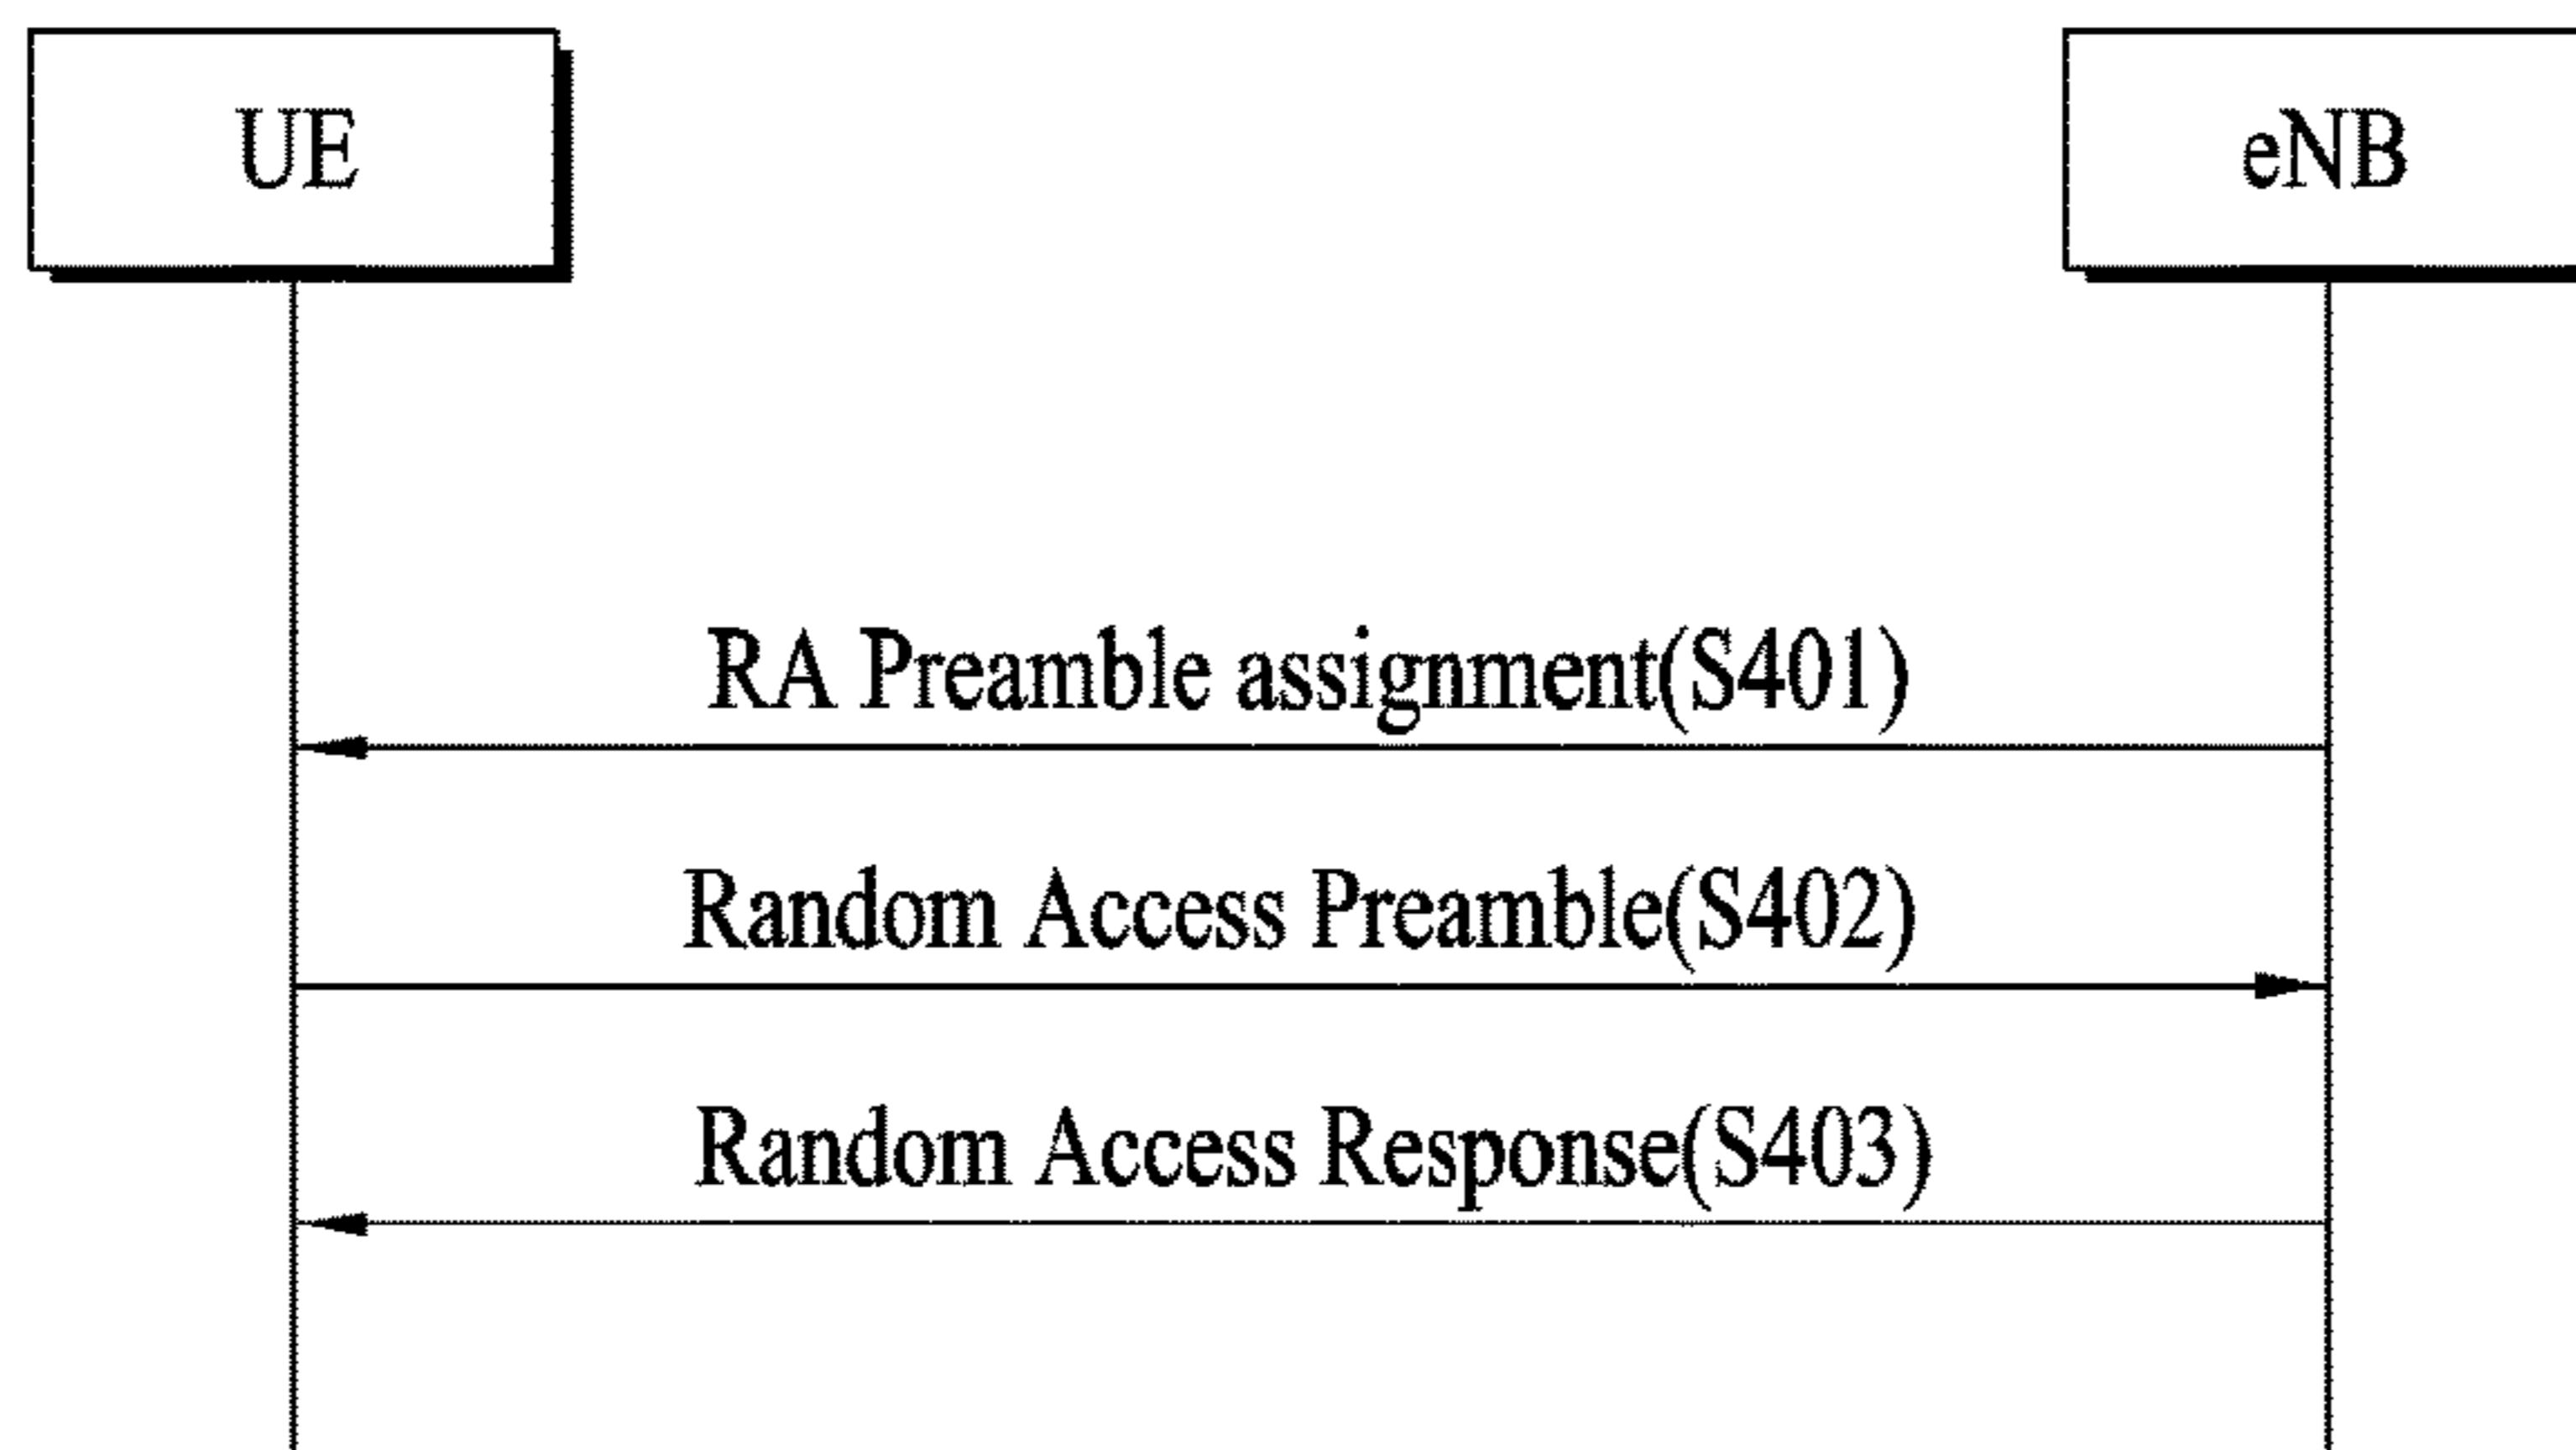 UE
eNB
RA Preamble assignment(S401)
Random Access Preamble(S402)
Random Access Response(S403)